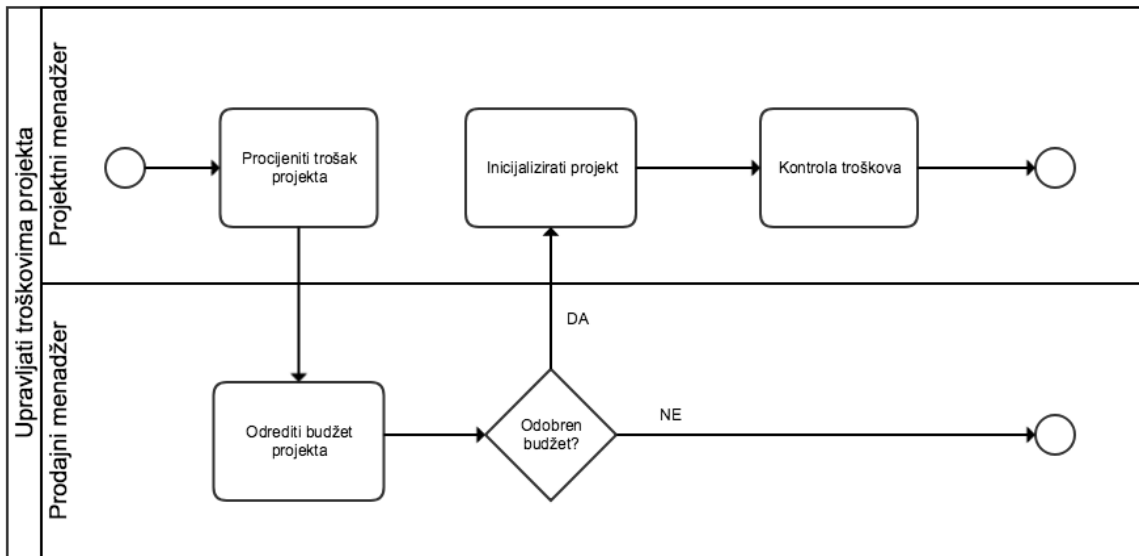 Upravljati troškovima projekta
Projektni menadžer
Procijeniti trošak
projekta
Inicijalizirati projekt
Kontrola troškova
Prodajni menadžer
Odrediti budžet
projekta
Odobren
budžet?
DA
NE